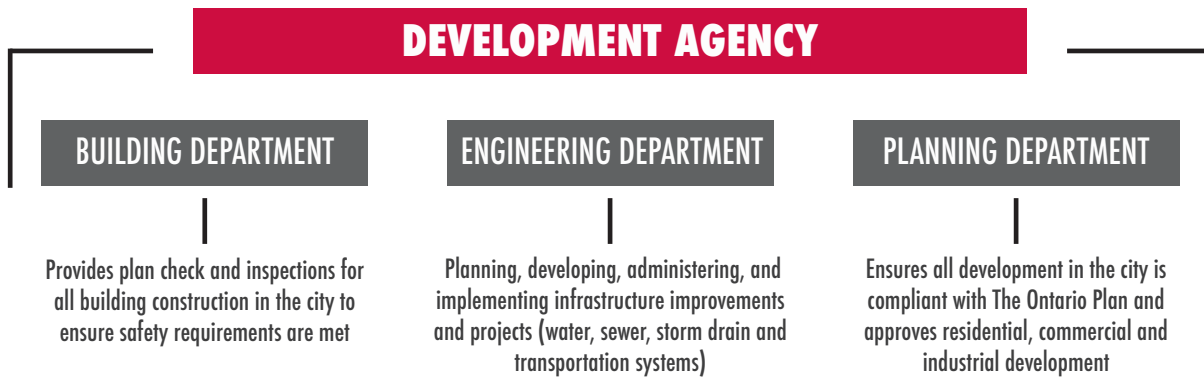 DEVELOPMENT AGENCY
BUILDING DEPARTMENT
Provides plan check and inspections for
all building construction in the city to
ensure safety requirements are met
ENGINEERING DEPARTMENT
Planning, developing, administering, and
implementing infrastructure improvements
and projects (water, sewer, storm drain and
transportation systems)
PLANNING DEPARTMENT
Ensures all development in the city is
compliant with The Ontario Plan and
approves residential, commercial and
industrial development